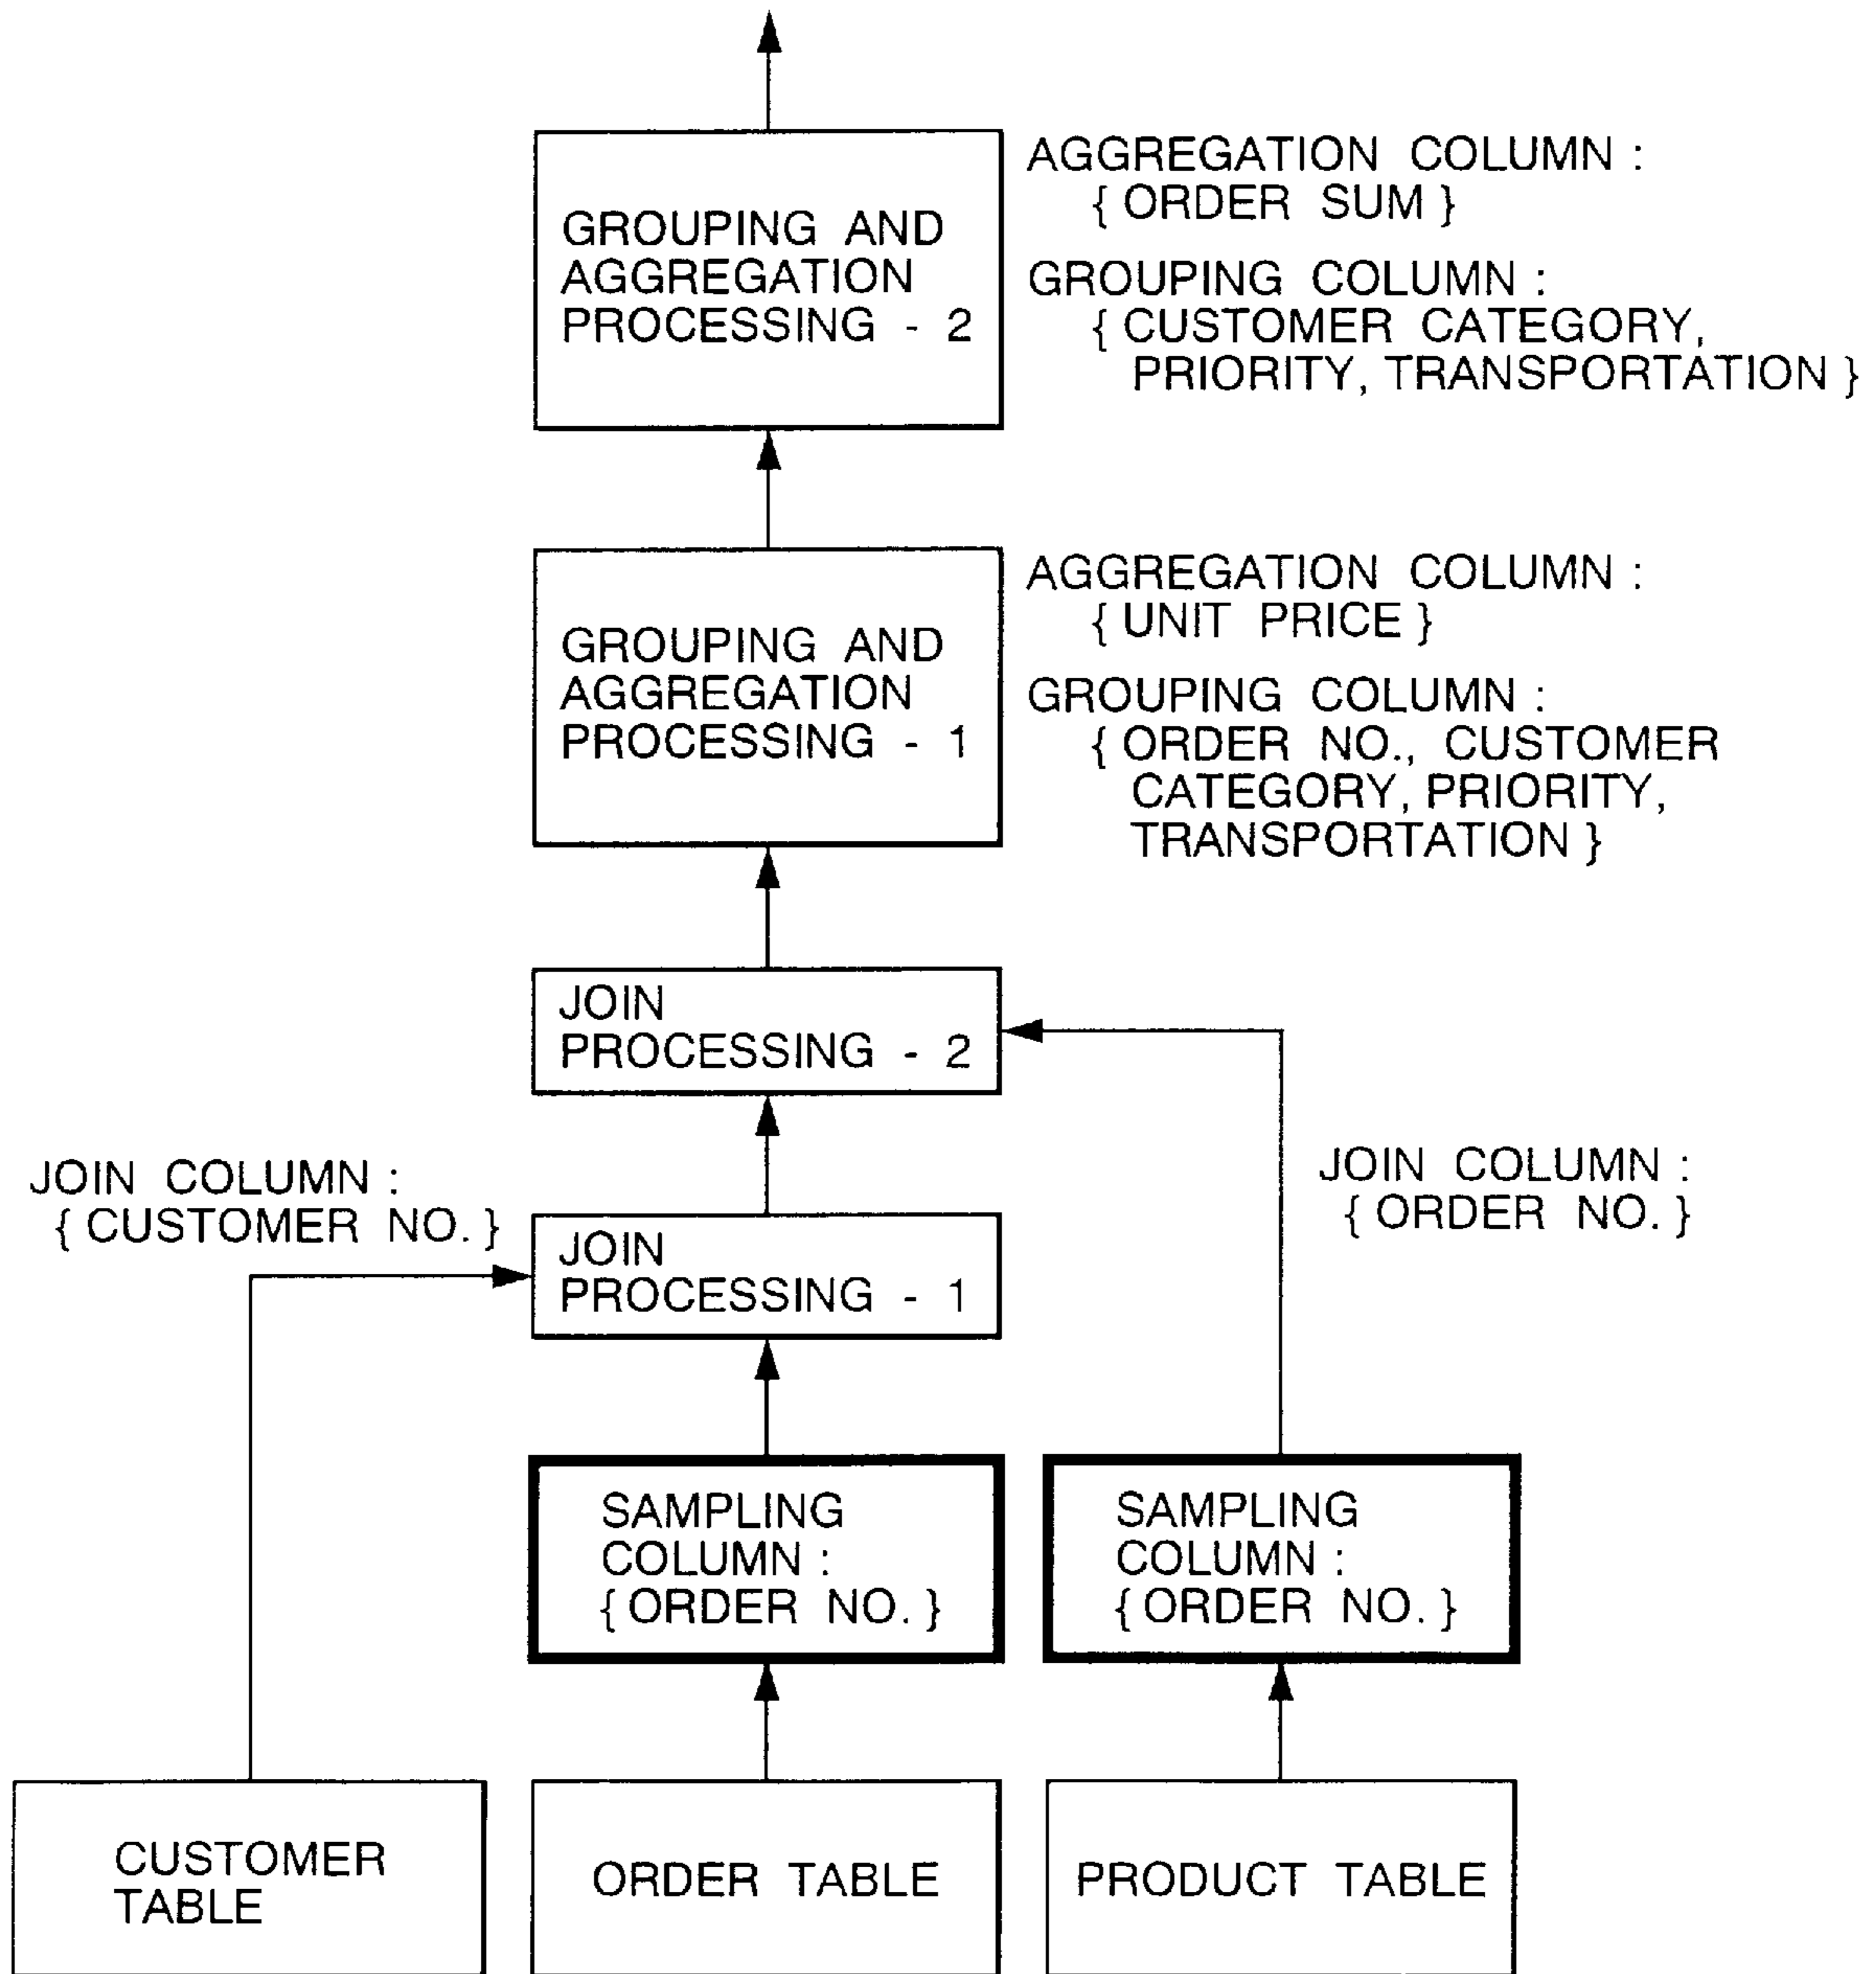 GROUPING AND
AGGREGATION
PROCESSING - 2
AGGREGATION COLUMN :
{ ORDER SUM }
GROUPING COLUMN :
{ CUSTOMER CATEGORY,
PRIORITY, TRANSPORTATION }
GROUPING AND
AGGREGATION
PROCESSING - 1
AGGREGATION COLUMN :
{ UNIT PRICE }
GROUPING COLUMN :
{ ORDER NO., CUSTOMER
CATEGORY, PRIORITY,
TRANSPORTATION }
JOIN
PROCESSING - 2
JOIN COLUMN :
{ CUSTOMER NO. }
JOIN COLUMN :
{ ORDER NO. }
JOIN
PROCESSING - 1
SAMPLING
COLUMN :
{ ORDER NO. }
SAMPLING
COLUMN :
{ ORDER NO. }
CUSTOMER
TABLE
ORDER TABLE
PRODUCT TABLE